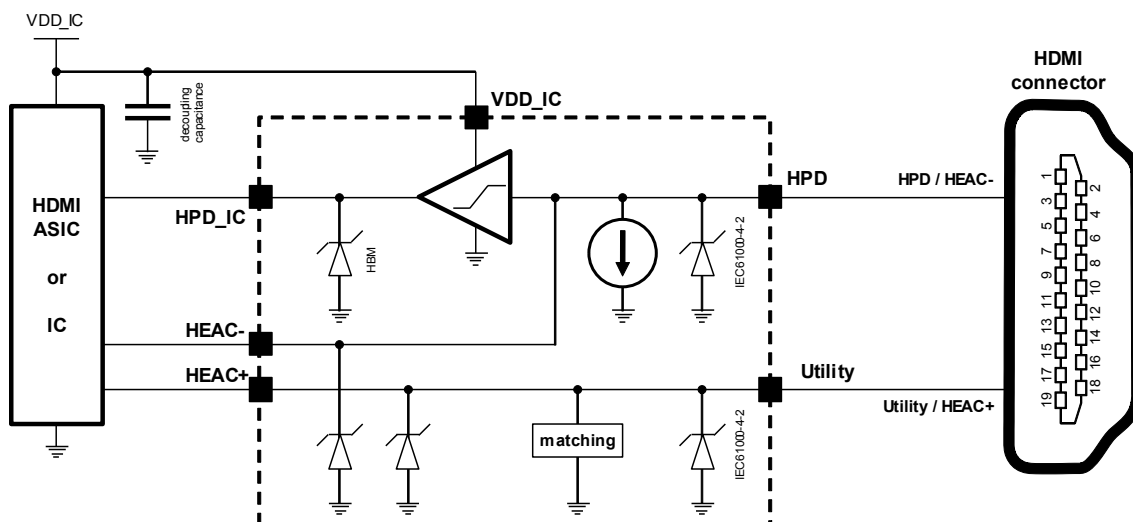 VDD_IC
HDMI
connector
decoupling
capacitance
VDD_IC
HPD
HPD / HEAC-
HPD_IC
HDMI
ASIC
or
IC
HBM
IEC61000-4-2
HEAC-
HEAC+
Utility
Utility / HEAC+
matching
IEC61000-4-2
1
2
3
4
5
6
7
8
9
10
11
12
13
14
15
16
17
18
19